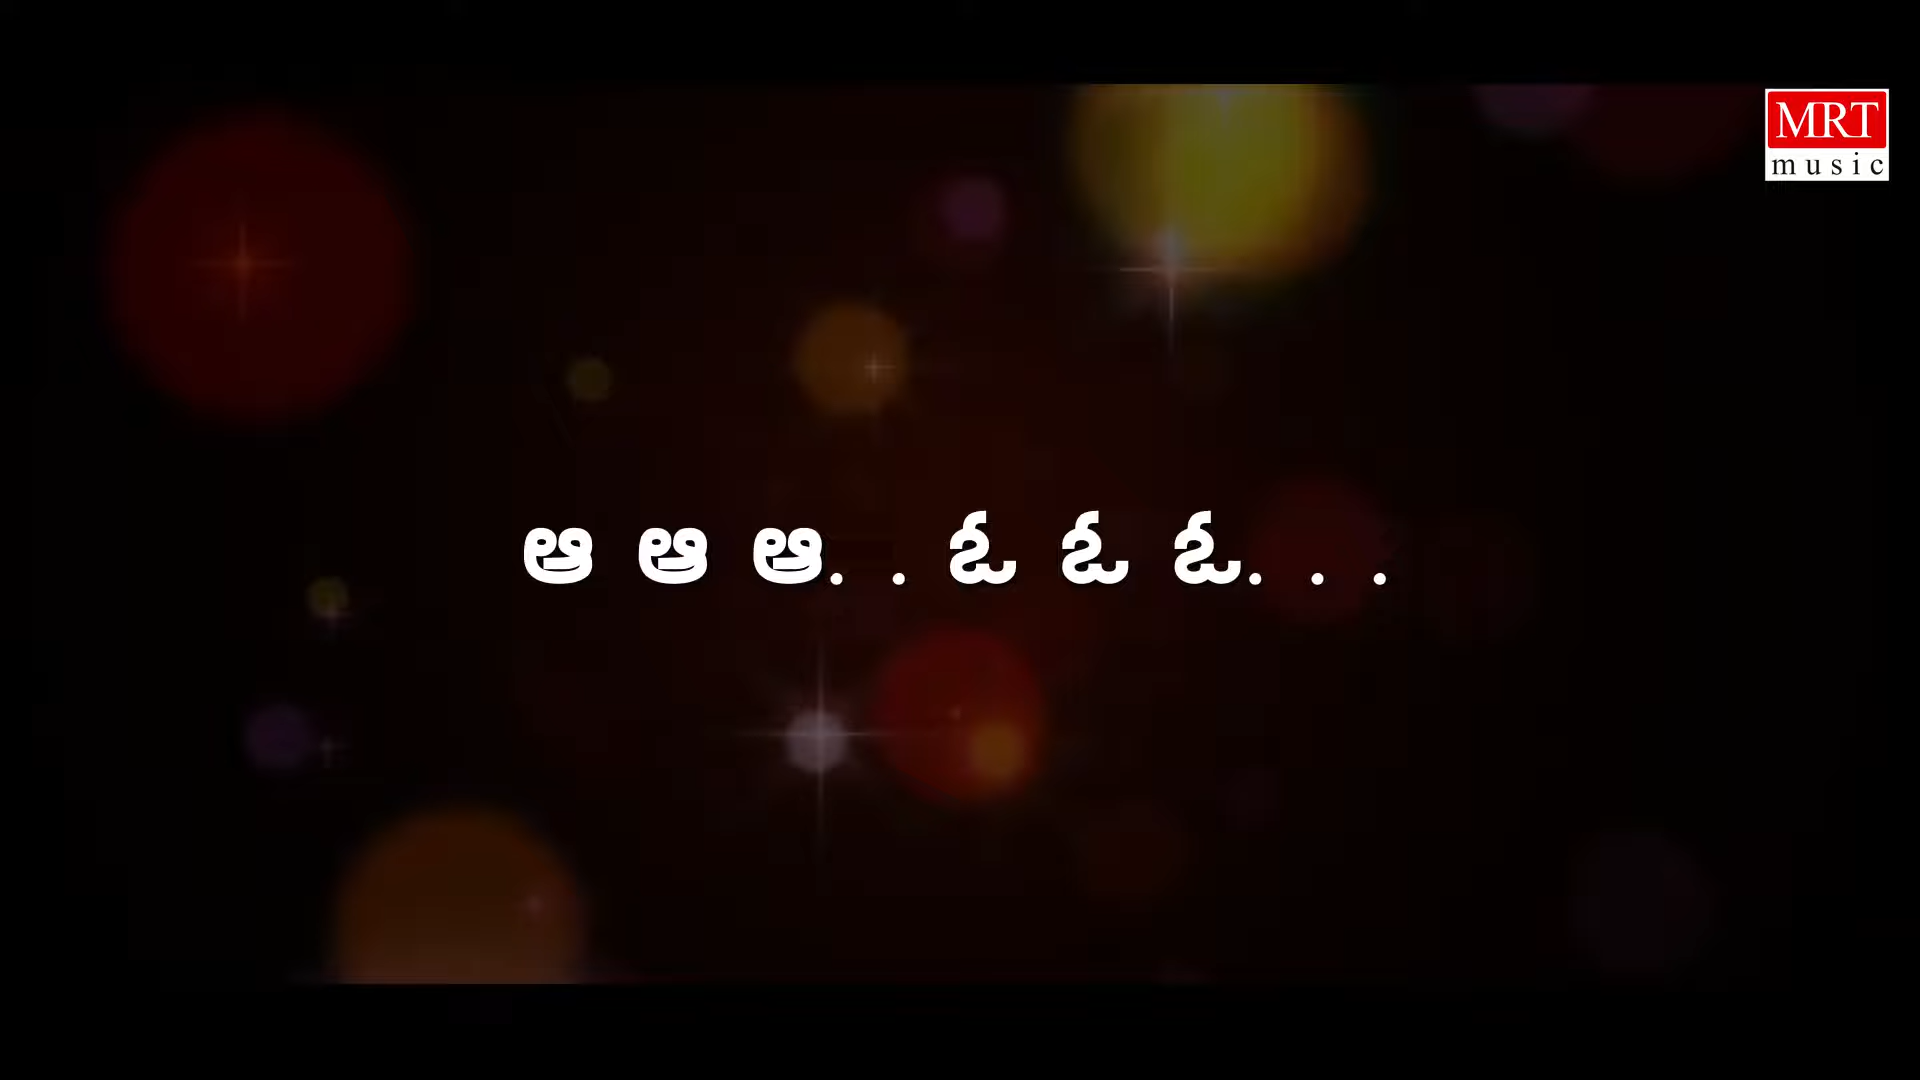 MRT
music
ಆ ಆ ಆ. . ಓ ಓ ಓ. . .